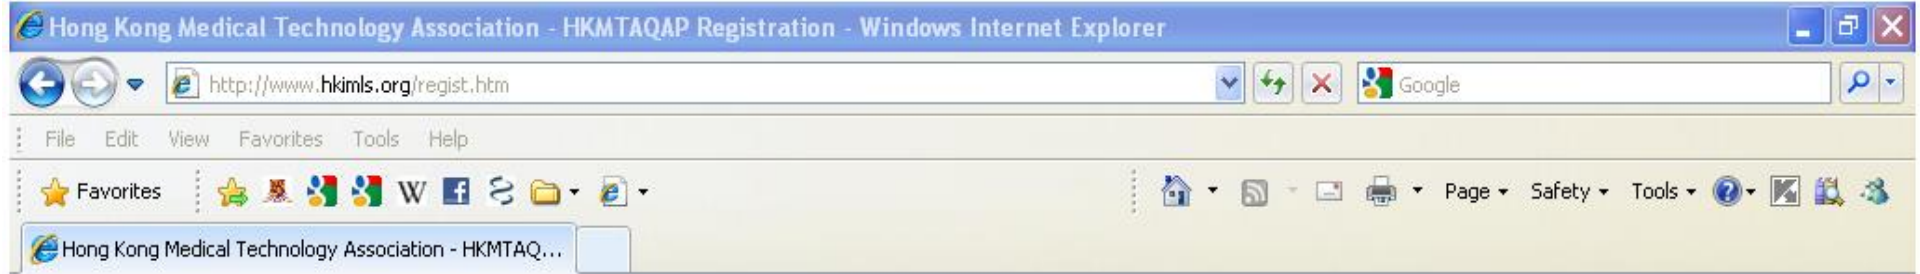 Hong Kong Medical Technology Association - HKMTAQAP Registration - Windows Internet Explorer
http://www.hkimls.org/regist.htm Google
File Edit View Favorites Tools Help
Favorites W f Page Safety Tools ?
Hong Kong Medical Technology Association - HKMTAQ...